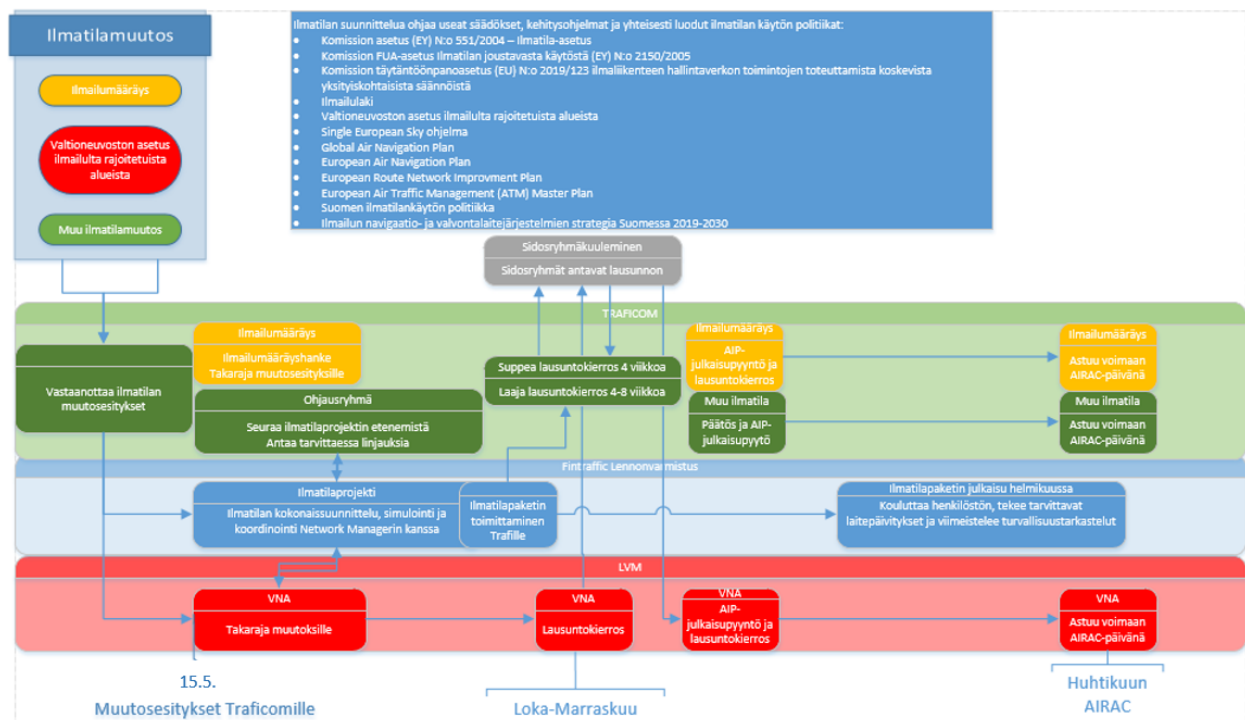 Ilmatilamuutos
Ilmailumääräys
Valtioneuvoston asetus
ilmailulta rajoitetuista
alueista
Muu ilmatilamuutos
Ilmatilan suunnittelua ohjaa useat säädökset, kehitysohjelmat ja yhteisesti luodut ilmatilan käytön politiikat:
• Komission asetus (EY) N:o 551/2004 – Ilmatila-asetus
• Komission FUA-asetus Ilmatilan joustavasta käytöstä (EY) N:o 2150/2005
• Komission täytäntöönpanoasetus (EU) N:o 2019/123 ilmaliikenteen hallintaverkon toimintojen toteuttamista koskevista
yksityiskohtaisista säännöistä
• Ilmailulaki
• Valtioneuvoston asetus ilmailulta rajoitetuista alueista
• Single European Sky ohjelma
• Global Air Navigation Plan
• European Air Navigation Plan
• European Route Network Improvment Plan
• European Air Traffic Management (ATM) Master Plan
• Suomen ilmatilankäytön politiikka
• Ilmailun navigaatio- ja valvontalaitejärjestelmien strategia Suomessa 2019-2030
Sidosryhmäkuuleminen
Sidosryhmät antavat lausunnon
TRAFICOM
Vastaanottaa ilmatilan
muutosesitykset
Ilmailumääräys
Ilmailumääräyshanke
Takaraja muutosesityksille
Ohjausryhmä
Seuraa ilmatilaprojektin etenemistä
Antaa tarvittaessa linjauksia
Suppea lausuntokierros 4 viikkoa
Laaja lausuntokierros 4-8 viikkoa
Ilmailumääräys
AIP-
julkaisupyyntö ja
lausuntokierros
Muu ilmatila
Päätös ja AIP-
julkaisupyytö
Ilmailumääräys
Astuu voimaan
AIRAC-päivänä
Muu ilmatila
Astuu voimaan
AIRAC-päivänä
Fintraffic Lennonvarmistus
Ilmatilaprojekti
Ilmatilan kokonaissuunnittelu, simulointi ja
koordinointi Network Managerin kanssa
Ilmatilapaketin
toimittaminen
Trafille
Ilmatilapaketin julkaisu helmikuussa
Kouluttaa henkilöstön, tekee tarvittavat
laitepäivitykset ja viimeistelee turvallisuustarkastelut
LVM
VNA
Takaraja muutoksille
VNA
Lausuntokierros
VNA
AIP-
julkaisupyyntö ja
lausuntokierros
VNA
Astuu voimaan
AIRAC-päivänä
15.5.
Muutosesitykset Traficomille
Loka-Marraskuu
Huhtikuun
AIRAC